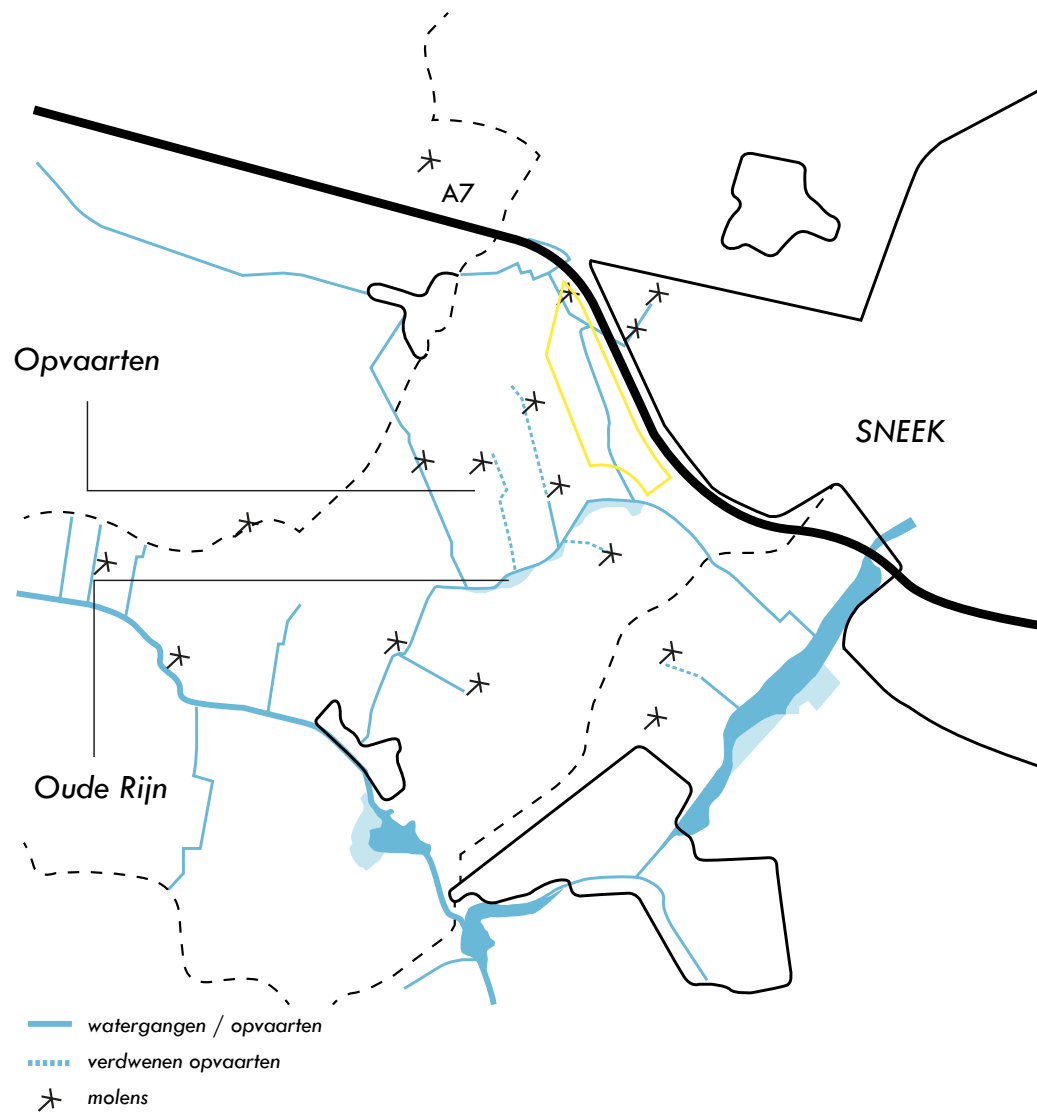 A7
Opvaarten
SNEEK
Oude Rijn
watergangen / opvaarten
verdwenen opvaarten
molens